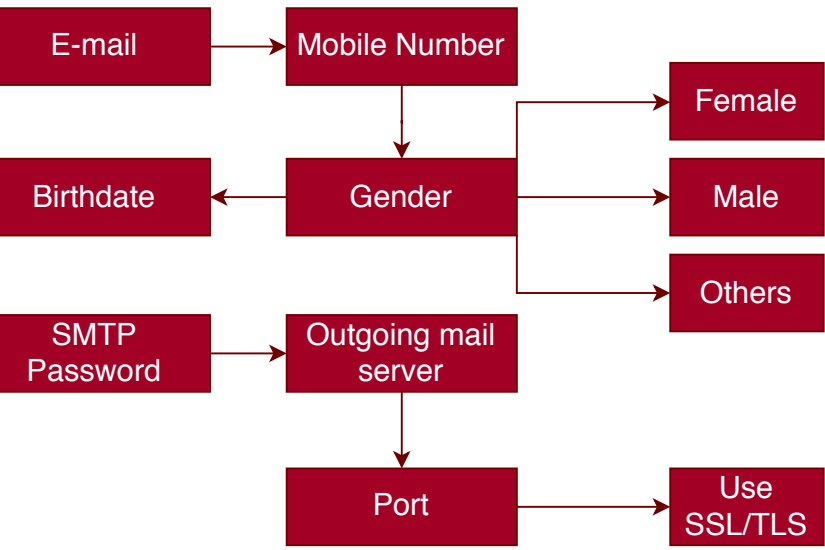 E-mail
Mobile Number
Female
Birthdate
Gender
Male
Others
SMTP
Password
Outgoing mail
server
Port
Use
SSL/TLS